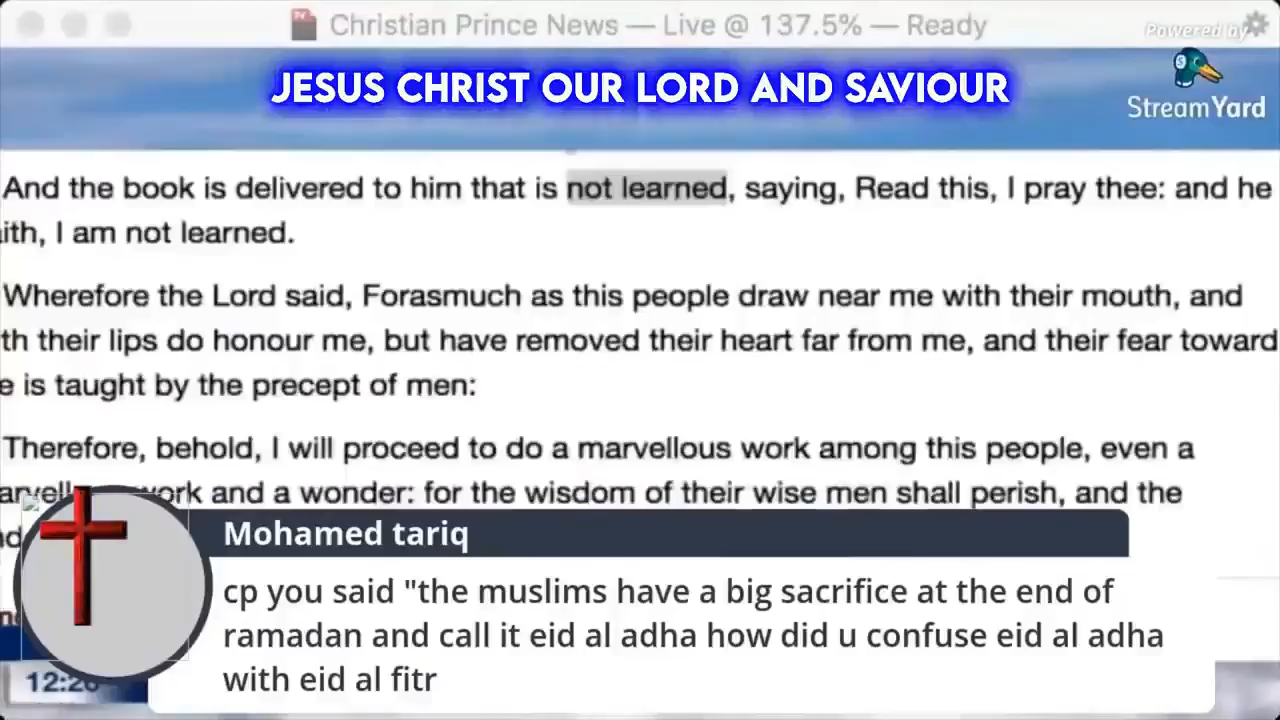 Christian Prince News — Live @ 137.5% — Ready
Powered by
JESUS CHRIST OUR LORD AND SAVIOUR
StreamYard
And the book is delivered to him that is not learned, saying, Read this, I pray thee: and he
ith, I am not learned.
Wherefore the Lord said, Forasmuch as this people draw near me with their mouth, and
th their lips do honour me, but have removed their heart far from me, and their fear toward
e is taught by the precept of men:
Therefore, behold, I will proceed to do a marvellous work among this people, even a
work and a wonder: for the wisdom of their wise men shall perish, and the
Mohamed tariq
cp you said "the muslims have a big sacrifice at the end of
ramadan and call it eid al adha how did u confuse eid al adha
with eid al fitr